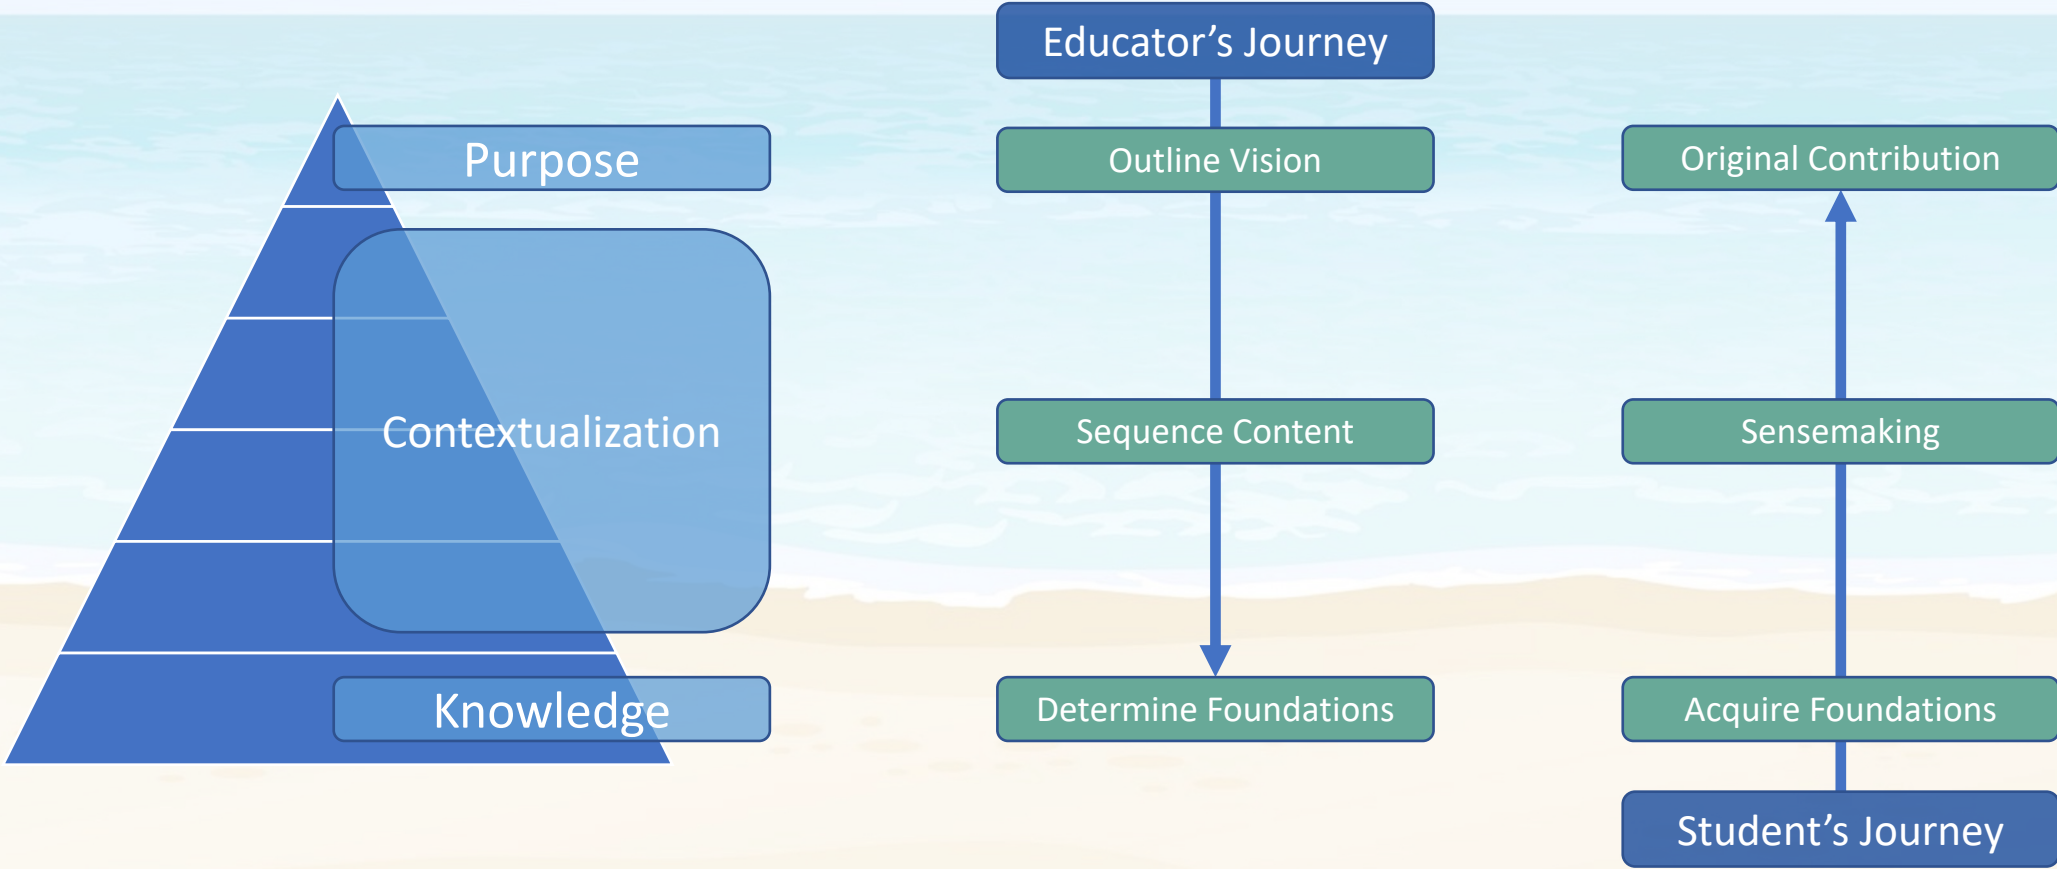 Educator’s Journey
Purpose
Outline Vision
Original Contribution
Contextualization
Sequence Content
Sensemaking
Knowledge
Determine Foundations
Acquire Foundations
Student’s Journey